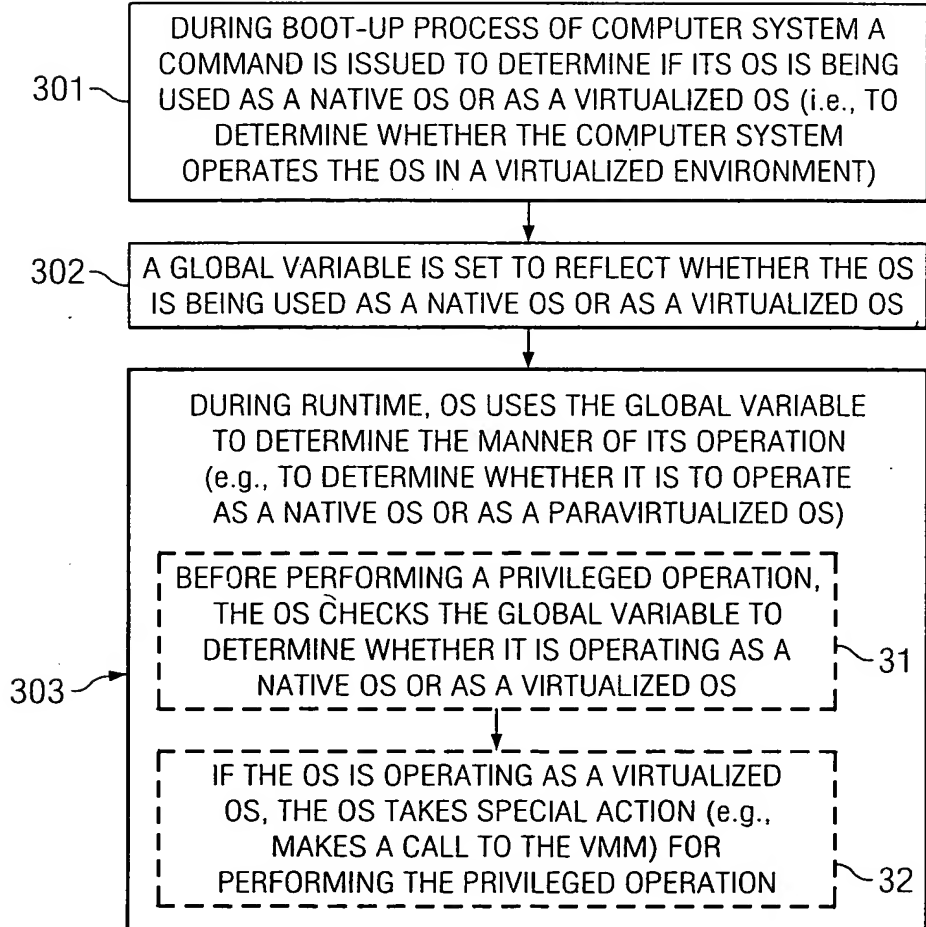 DURING BOOT-UP PROCESS OF COMPUTER SYSTEM A
COMMAND IS ISSUED TO DETERMINE IF ITS OS IS BEING
301
USED AS A NATIVE OS OR AS A VIRTUALIZED OS (i.e., TO
DETERMINE WHETHER THE COMPUTER SYSTEM
OPERATES THE OS IN A VIRTUALIZED ENVIRONMENT)
302
A GLOBAL VARIABLE IS SET TO REFLECT WHETHER THE OS
IS BEING USED AS A NATIVE OS OR AS A VIRTUALIZED OS
DURING RUNTIME, OS USES THE GLOBAL VARIABLE
TO DETERMINE THE MANNER OF ITS OPERATION
(e.g., TO DETERMINE WHETHER IT IS TO OPERATE
AS A NATIVE OS OR AS A PARAVIRTUALIZED OS)
BEFORE PERFORMING A PRIVILEGED OPERATION,
THE OS CHECKS THE GLOBAL VARIABLE TO
DETERMINE WHETHER IT IS OPERATING AS A
NATIVE OS OR AS A VIRTUALIZED OS
31
303
IF THE OS IS OPERATING AS A VIRTUALIZED
OS, THE OS TAKES SPECIAL ACTION (e.g.,
MAKES A CALL TO THE VMM) FOR
PERFORMING THE PRIVILEGED OPERATION
32